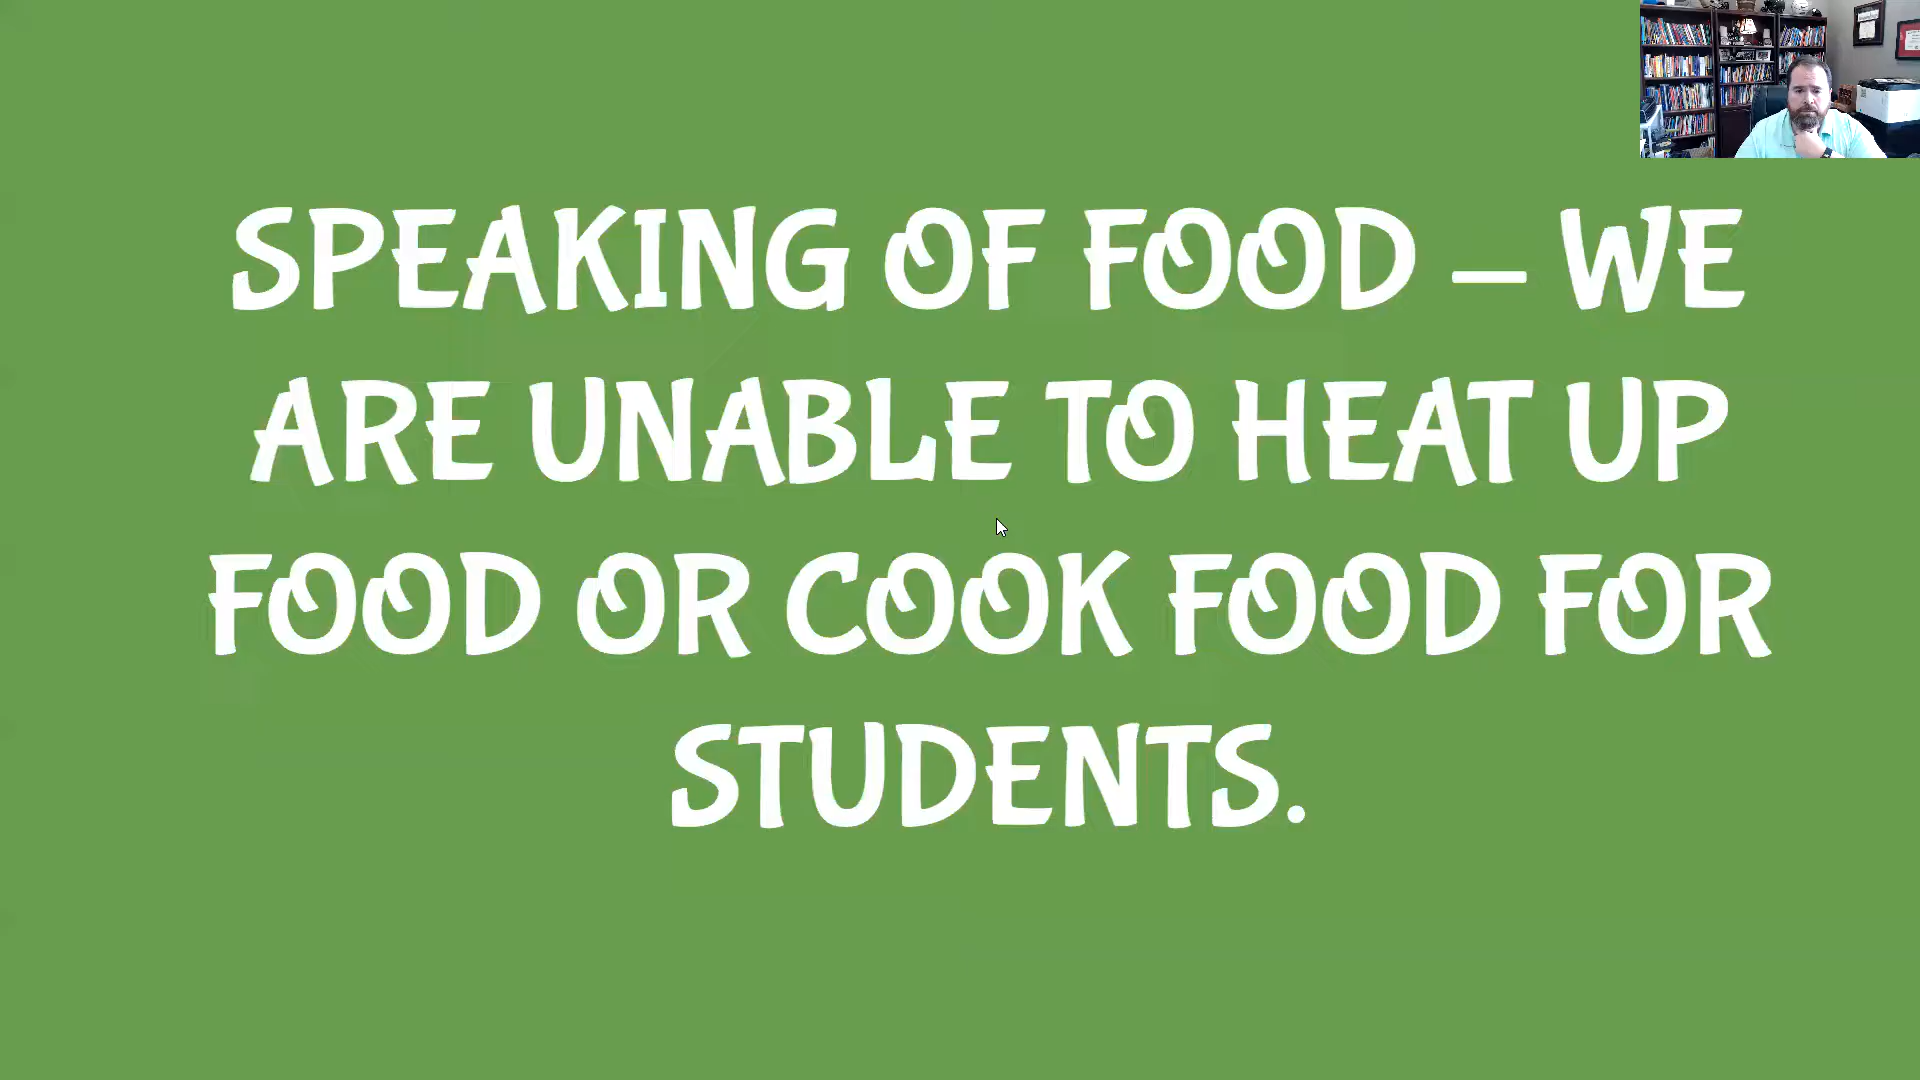 SPEAKING OF FOOD – WE
ARE UNABLE TO HEAT UP
FOOD OR COOK FOOD FOR
STUDENTS.